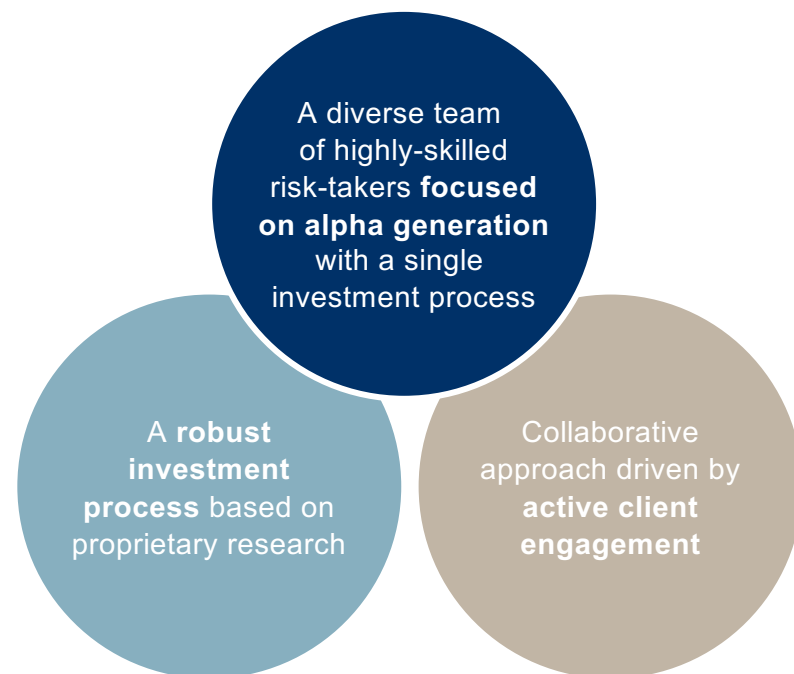 A diverse team
of highly-skilled
risk-takers focused
on alpha generation
with a single
investment process
A robust
investment
process based on
proprietary research
Collaborative
approach driven by
active client
engagement